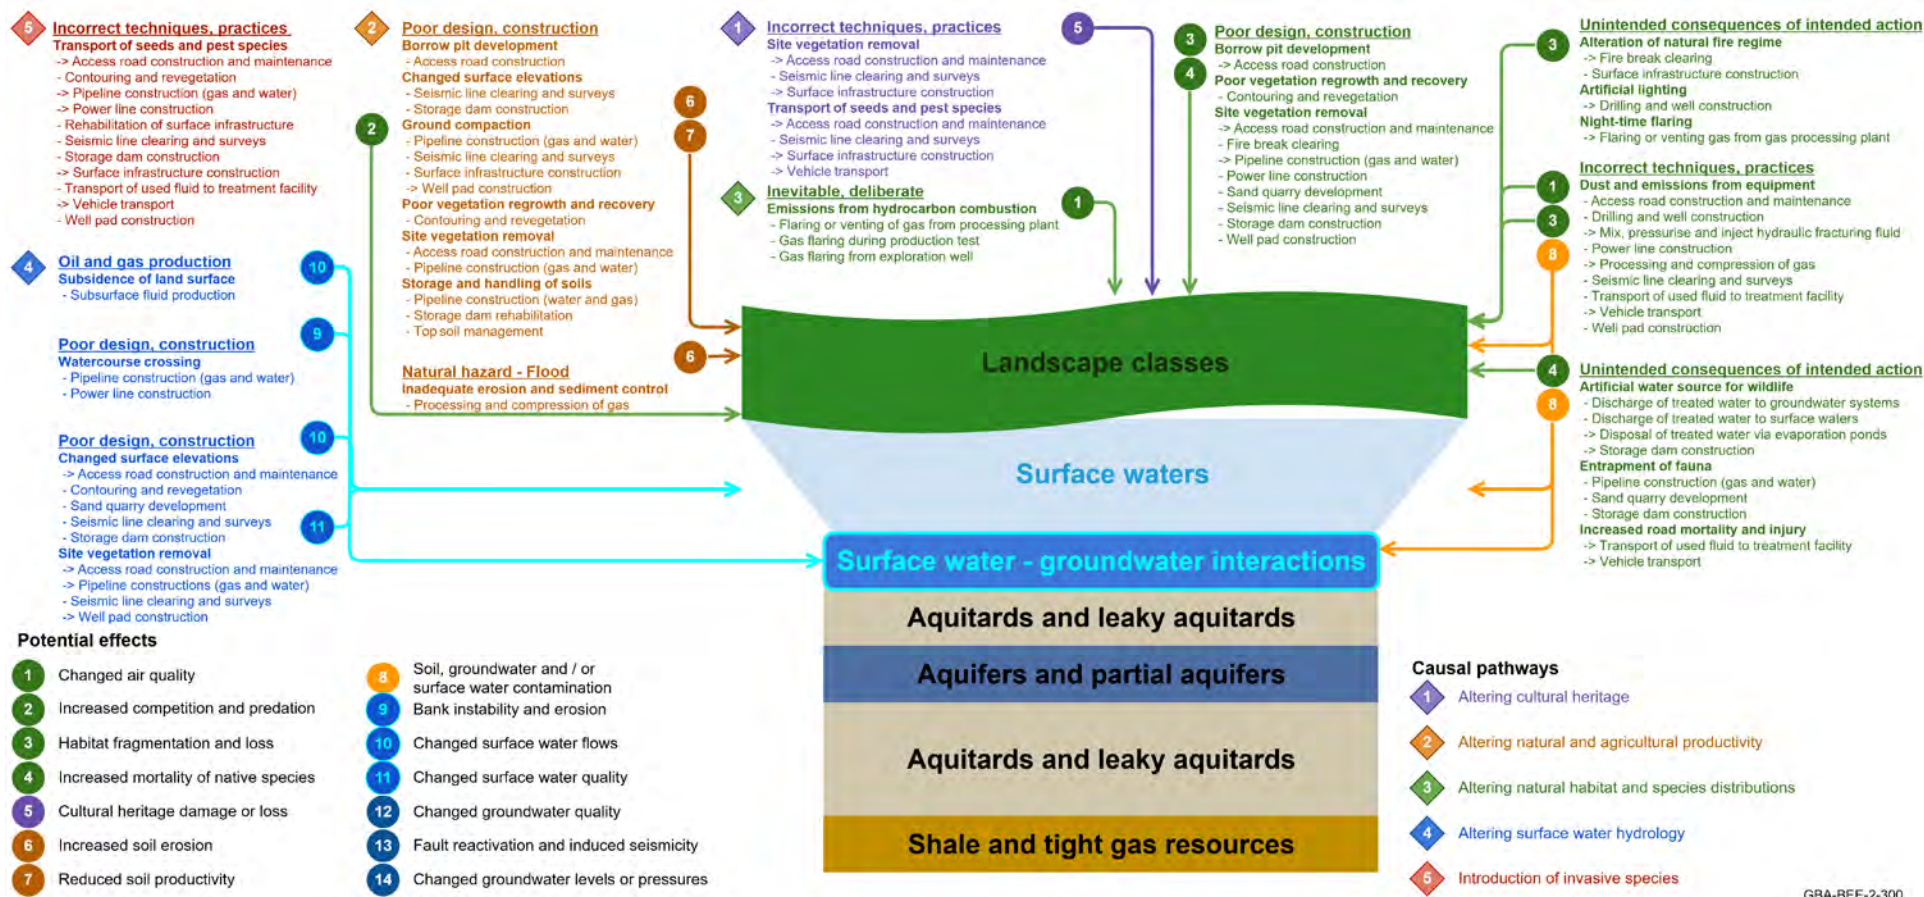 5
Incorrect techniques, practices
Transport of seeds and pest species
-> Access road construction and maintenance
- Contouring and revegetation
-> Pipeline construction (gas and water)
-> Power line construction
- Rehabilitation of surface infrastructure
- Seismic line clearing and surveys
- Storage dam construction
-> Surface infrastructure construction
- Transport of used fluid to treatment facility
-> Vehicle transport
- Well pad construction
4
Oil and gas production
Subsidence of land surface
- Subsurface fluid production
Poor design, construction
Watercourse crossing
- Pipeline construction (gas and water)
- Power line construction
Poor design, construction
Changed surface elevations
-> Access road construction and maintenance
- Contouring and revegetation
- Sand quarry development
- Seismic line clearing and surveys
- Storage dam construction
Site vegetation removal
-> Access road construction and maintenance
-> Pipeline constructions (gas and water)
- Seismic line clearing and surveys
-> Well pad construction
10
9
10
11
2
2
Poor design, construction
Borrow pit development
- Access road construction
Changed surface elevations
- Seismic line clearing and surveys
- Storage dam construction
Ground compaction
- Pipeline construction (gas and water)
- Seismic line clearing and surveys
- Surface infrastructure construction
-> Well pad construction
Poor vegetation regrowth and recovery
- Contouring and revegetation
Site vegetation removal
- Access road construction and maintenance
- Pipeline construction (gas and water)
Storage and handling of soils
- Pipeline construction (water and gas)
- Storage dam rehabilitation
- Top soil management
Natural hazard - Flood
Inadequate erosion and sediment control
- Processing and compression of gas
6
7
6
1
Incorrect techniques, practices
Site vegetation removal
-> Access road construction and maintenance
- Seismic line clearing and surveys
-> Surface infrastructure construction
Transport of seeds and pest species
-> Access road construction and maintenance
- Seismic line clearing and surveys
-> Surface infrastructure construction
-> Vehicle transport
3
Inevitable, deliberate
Emissions from hydrocarbon combustion
- Flaring or venting of gas from processing plant
- Gas flaring during production test
- Gas flaring from exploration well
5
1
3
4
Poor design, construction
Borrow pit development
-> Access road construction
Poor vegetation regrowth and recovery
- Contouring and revegetation
Site vegetation removal
-> Access road construction and maintenance
- Fire break clearing
-> Pipeline construction (gas and water)
- Power line construction
- Sand quarry development
- Seismic line clearing and surveys
- Storage dam construction
- Well pad construction
3
Unintended consequences of intended action
Alteration of natural fire regime
-> Fire break clearing
- Surface infrastructure construction
Artificial lighting
-> Drilling and well construction
Night-time flaring
-> Flaring or venting gas from gas processing plant
1
3
8
Incorrect techniques, practices
Dust and emissions from equipment
- Access road construction and maintenance
- Drilling and well construction
-> Mix, pressurise and inject hydraulic fracturing fluid
- Power line construction
-> Processing and compression of gas
- Seismic line clearing and surveys
- Transport of used fluid to treatment facility
-> Vehicle transport
- Well pad construction
4
8
Unintended consequences of intended action
Artificial water source for wildlife
- Discharge of treated water to groundwater systems
- Discharge of treated water to surface waters
-> Disposal of treated water via evaporation ponds
-> Storage dam construction
Entrapment of fauna
- Pipeline construction (gas and water)
- Sand quarry development
- Storage dam construction
Increased road mortality and injury
-> Transport of used fluid to treatment facility
-> Vehicle transport
Landscape classes
Surface waters
Surface water - groundwater interactions
Aquitards and leaky aquitards
Aquifers and partial aquifers
Aquitards and leaky aquitards
Shale and tight gas resources
Potential effects
1 Changed air quality
2 Increased competition and predation
3 Habitat fragmentation and loss
4 Increased mortality of native species
5 Cultural heritage damage or loss
6 Increased soil erosion
7 Reduced soil productivity
8 Soil, groundwater and / or
surface water contamination
9 Bank instability and erosion
10 Changed surface water flows
11 Changed surface water quality
12 Changed groundwater quality
13 Fault reactivation and induced seismicity
14 Changed groundwater levels or pressures
Causal pathways
1 Altering cultural heritage
2 Altering natural and agricultural productivity
3 Altering natural habitat and species distributions
4 Altering surface water hydrology
5 Introduction of invasive species
GBA-BEE-2-300